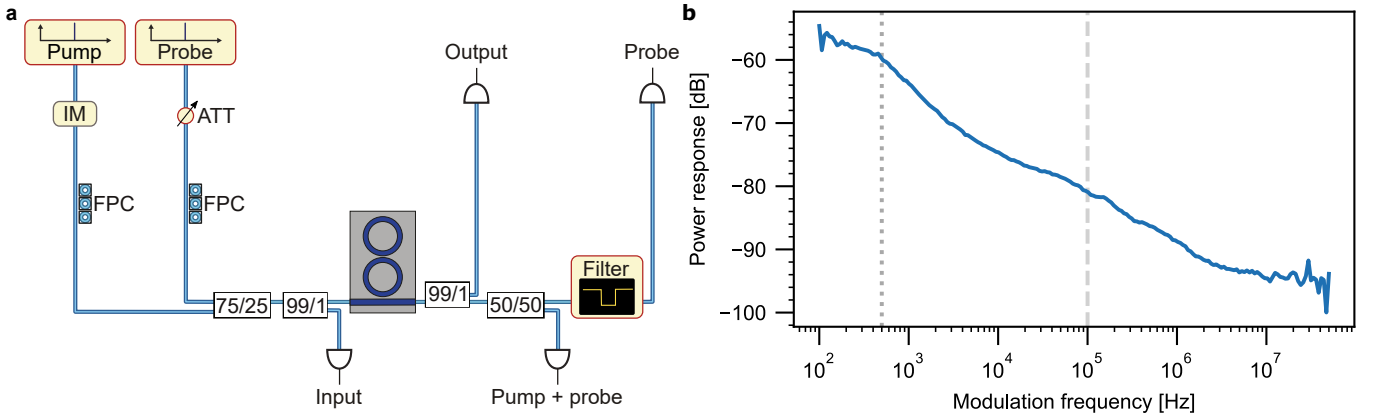 a
Pump
Probe
IM
ATT
FPC
FPC
75/25
99/1
99/1
50/50
Filter
Output
Probe
Input
Pump + probe
b
Power response [dB]
−60
−70
−80
−90
−100
10²
10³
10⁴
10⁵
10⁶
10⁷
Modulation frequency [Hz]